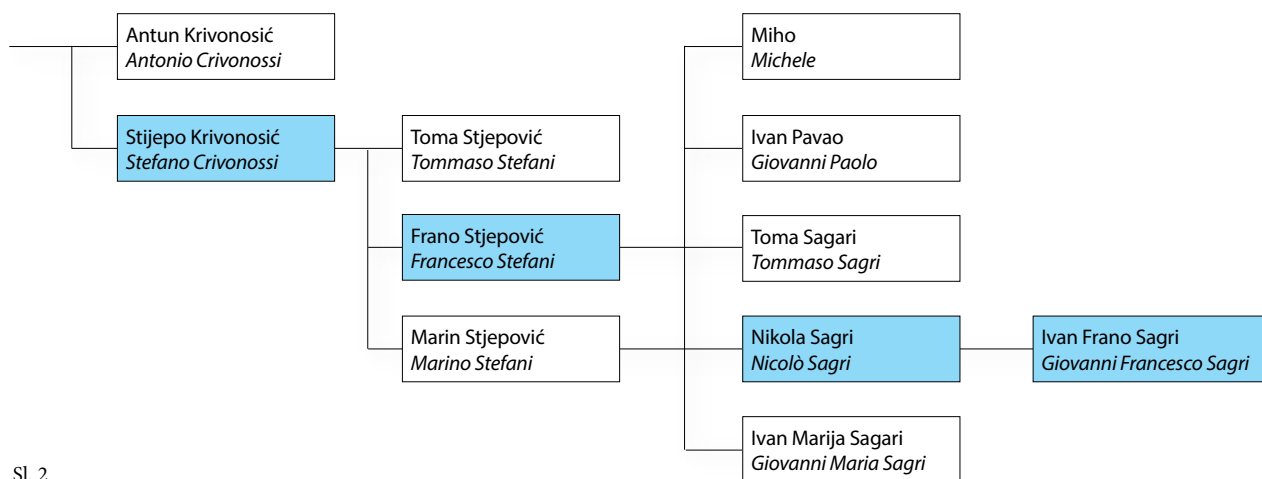 Antun Krivonosić
Antonio Crivonossi
Stijepo Krivonosić
Stefano Crivonossi
Toma Stjepović
Tommaso Stefani
Frano Stjepović
Francesco Stefani
Marin Stjepović
Marino Stefani
Miho
Michele
Ivan Pavao
Giovanni Paolo
Toma Sagari
Tommaso Sagri
Nikola Sagri
Nicolò Sagri
Ivan Marija Sagari
Giovanni Maria Sagri
Ivan Frano Sagri
Giovanni Francesco Sagri
Sl. 2